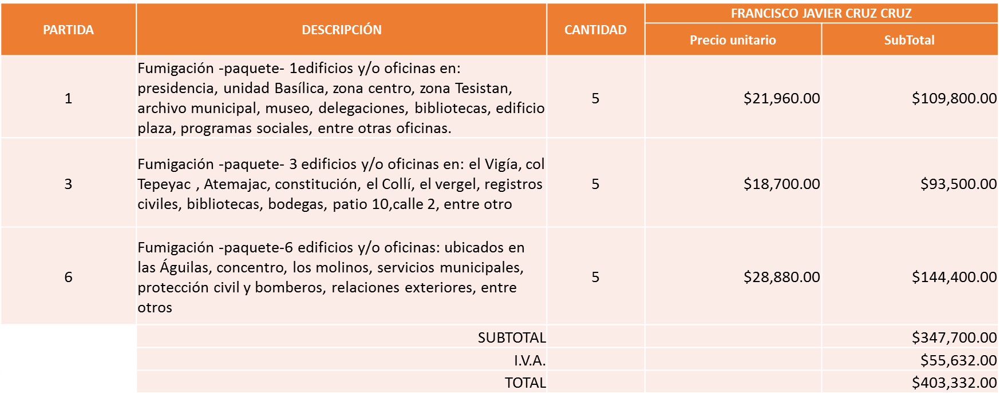 PARTIDA
DESCRIPCIÓN
CANTIDAD
FRANCISCO JAVIER CRUZ CRUZ
Precio unitario
SubTotal
1
Fumigación -paquete- 1edificios y/o oficinas en:
presidencia, unidad Basílica, zona centro, zona Tesistan,
archivo municipal, museo, delegaciones, bibliotecas, edificio
plaza, programas sociales, entre otras oficinas.
5
$21,960.00
$109,800.00
3
Fumigación -paquete- 3 edificios y/o oficinas en: el Vigía, col
Tepeyac , Atemajac, constitución, el Collí, el vergel, registros
civiles, bibliotecas, bodegas, patio 10,calle 2, entre otro
5
$18,700.00
$93,500.00
6
Fumigación -paquete-6 edificios y/o oficinas: ubicados en
las Águilas, concentro, los molinos, servicios municipales,
protección civil y bomberos, relaciones exteriores, entre
otros
5
$28,880.00
$144,400.00
SUBTOTAL
$347,700.00
I.V.A.
$55,632.00
TOTAL
$403,332.00